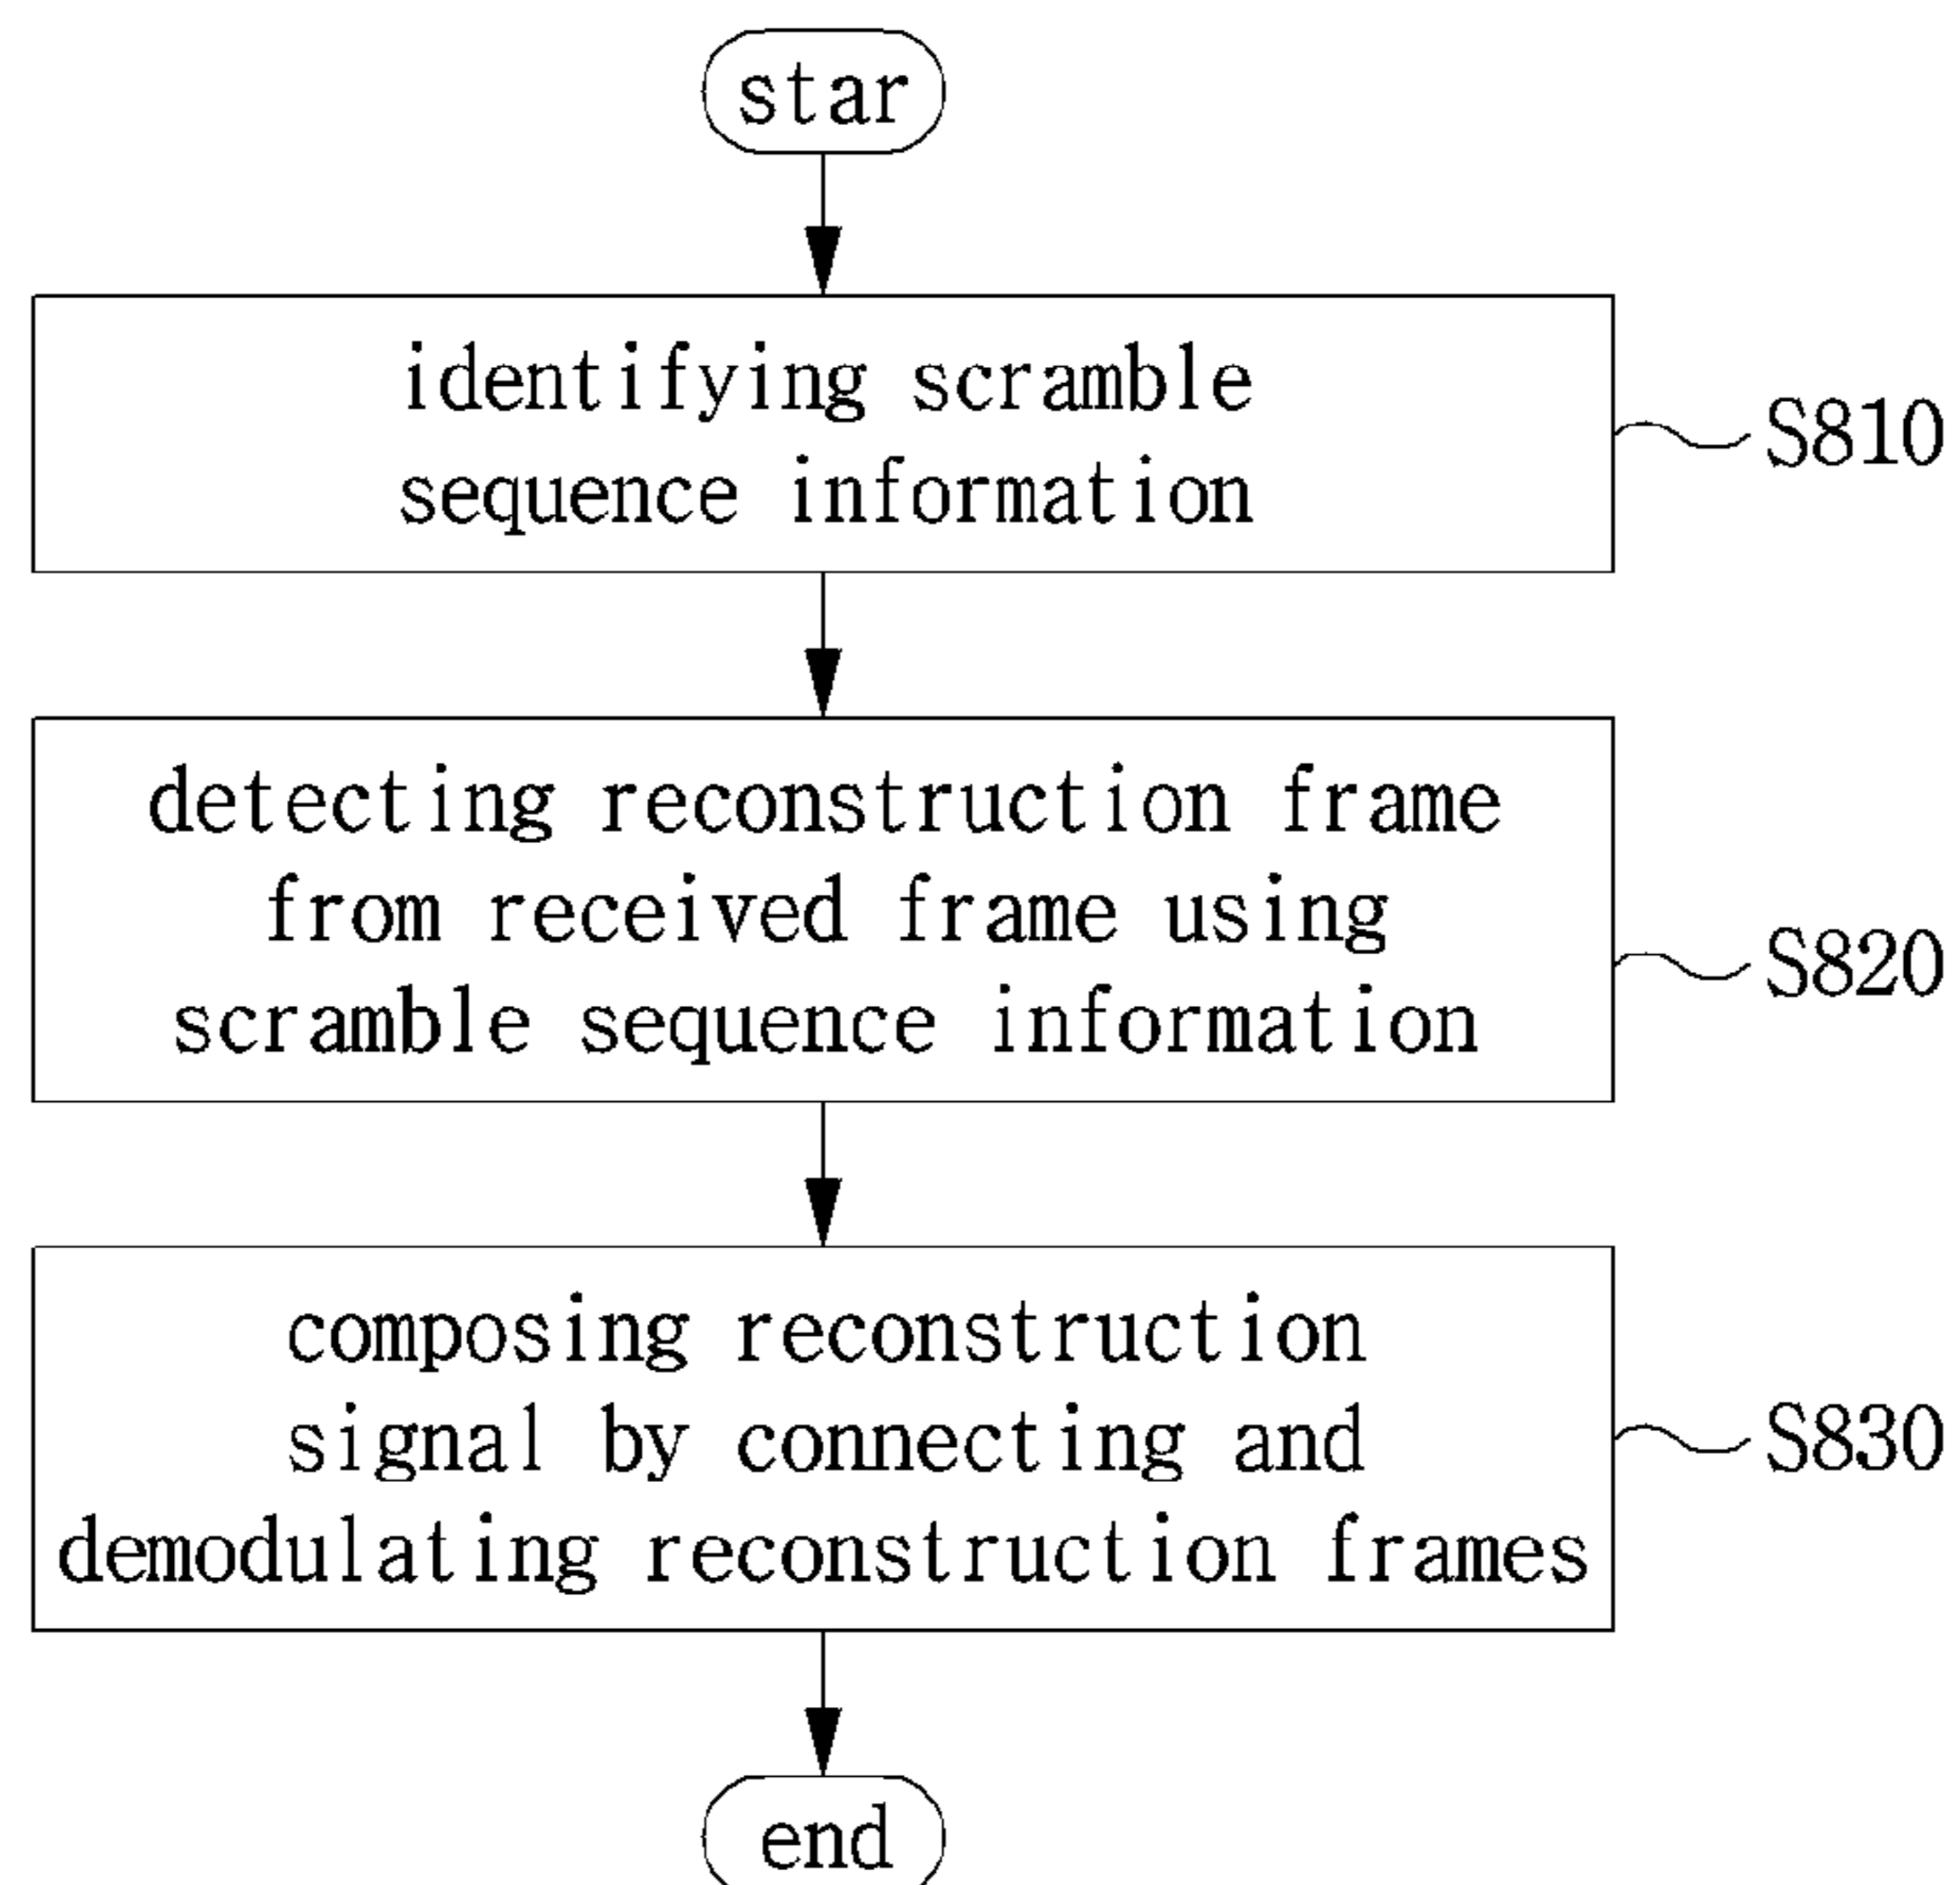 star
identifying scramble
sequence information
S810
detecting reconstruction frame
from received frame using
scramble sequence information
S820
composing reconstruction
signal by connecting and
demodulating reconstruction frames
S830
end